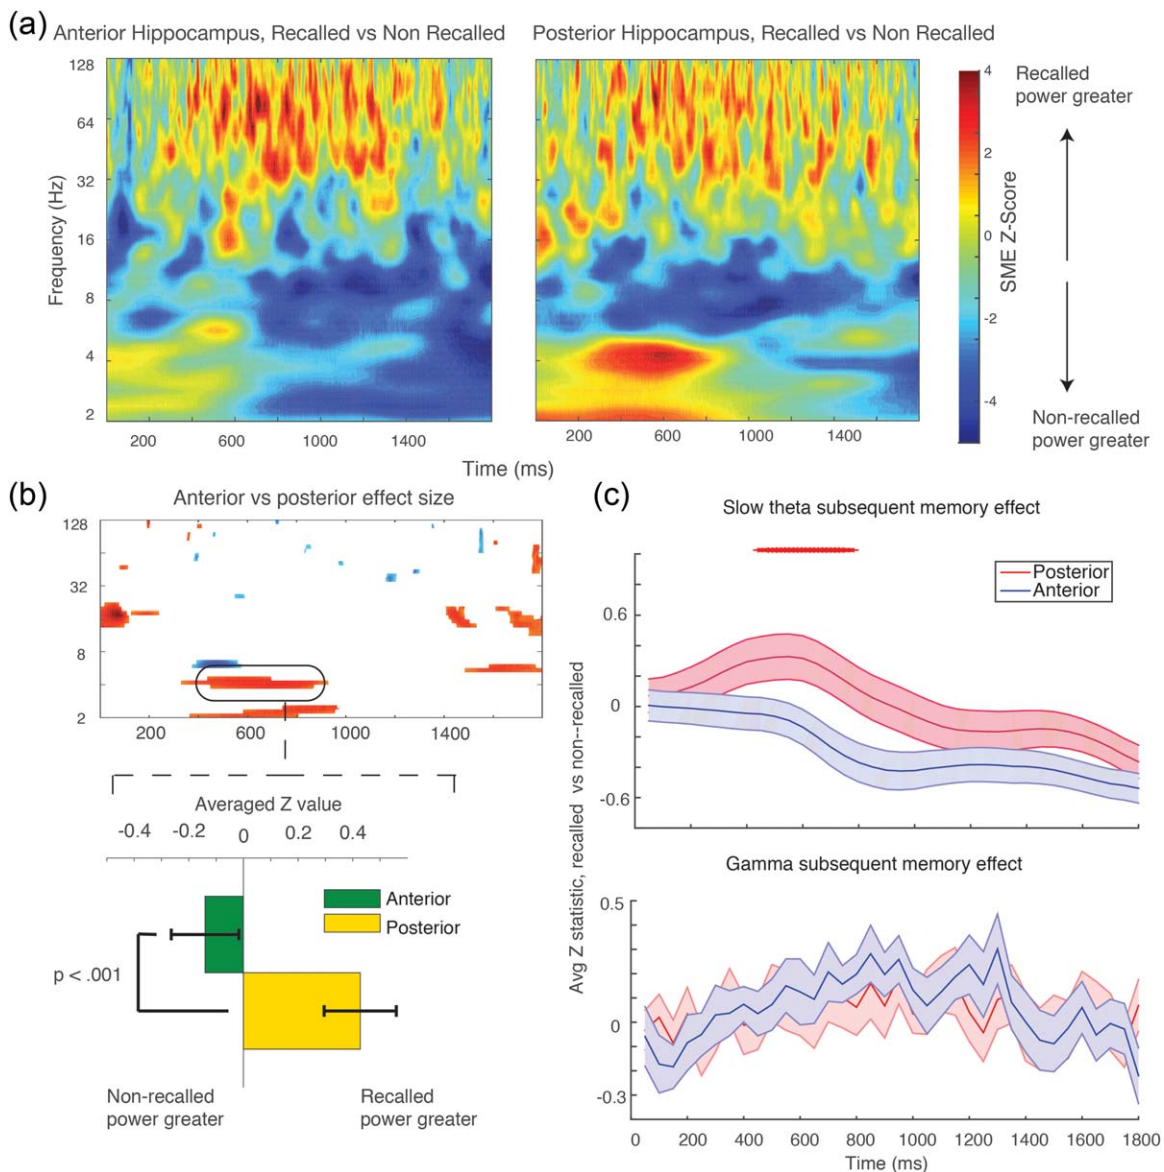 (a)
Anterior Hippocampus, Recalled vs Non Recalled
Posterior Hippocampus, Recalled vs Non Recalled
128
64
32
16
8
4
2
Frequency (Hz)
200 600 1000 1400
200 600 1000 1400
Time (ms)
4
2
0
-2
-4
SME Z-Score
Recalled
power greater
Non-recalled
power greater
(b)
Anterior vs posterior effect size
128
32
8
2
200 600 1000 1400
Averaged Z value
-0.4 -0.2 0 0.2 0.4
Anterior
Posterior
p < .001
Non-recalled
power greater
Recalled
power greater
(c)
Slow theta subsequent memory effect
Posterior
Anterior
0.6
0
-0.6
Avg Z statistic, recalled vs non--recalled
Gamma subsequent memory effect
0.5
0
-0.3
0 200 400 600 800 1000 1200 1400 1600 1800
Time (ms)